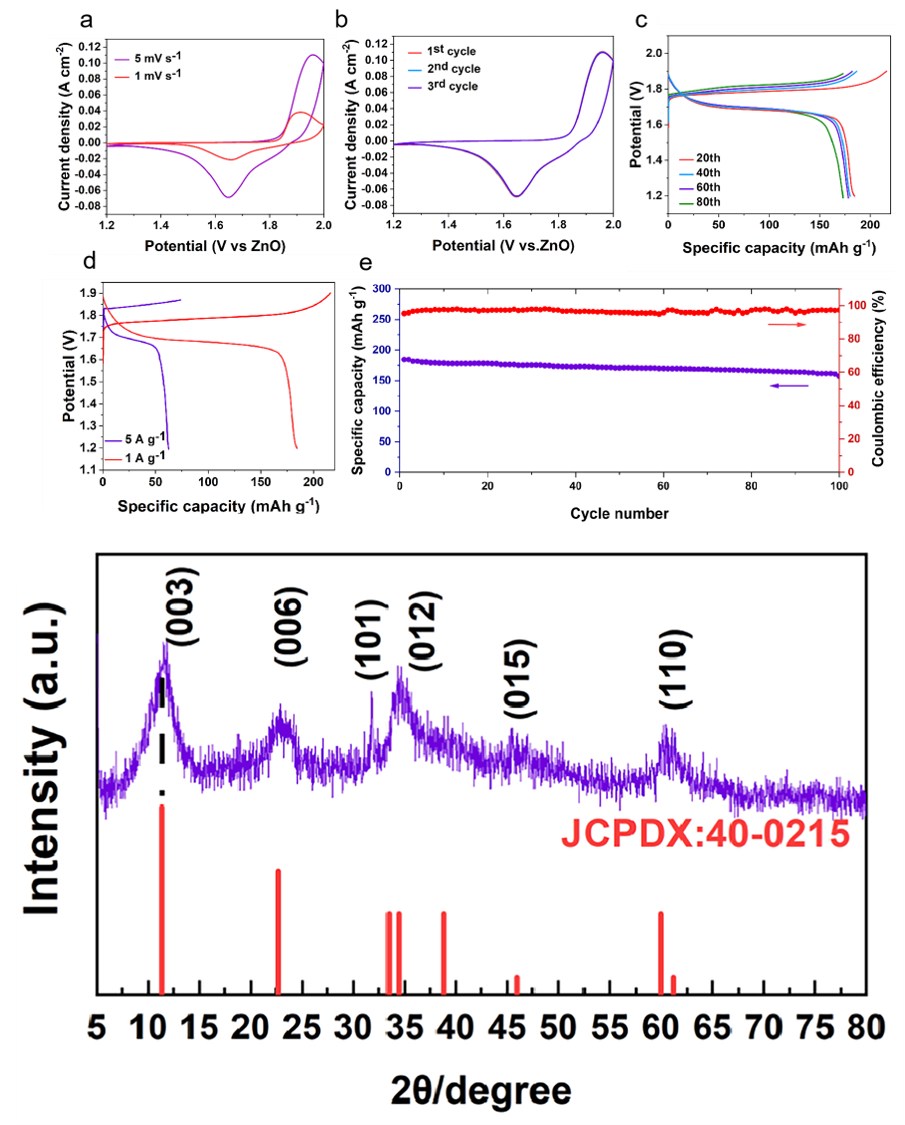 a
0.12
0.10
0.08
0.06
0.04
0.02
0.00
-0.02
-0.04
-0.06
-0.08
Current density (A cm⁻²)
5 mV s⁻¹
1 mV s⁻¹
1.2 1.4 1.6 1.8 2.0
Potential (V vs ZnO)
b
0.12
0.10
0.08
0.06
0.04
0.02
0.00
-0.02
-0.04
-0.06
-0.08
Current density (A cm⁻²)
1st cycle
2nd cycle
3rd cycle
1.2 1.4 1.6 1.8 2.0
Potential (V vs.ZnO)
c
2.0
1.8
1.6
1.4
1.2
Potential (V)
20th
40th
60th
80th
0 50 100 150 200
Specific capacity (mAh g⁻¹)
d
1.9
1.8
1.7
1.6
1.5
1.4
1.3
1.2
1.1
Potential (V)
5 A g⁻¹
1 A g⁻¹
0 50 100 150 200
Specific capacity (mAh g⁻¹)
e
300
250
200
150
100
50
0
Specific capacity (mAh g⁻¹)
100
80
60
40
20
0
Coulombic efficiency (%)
0 20 40 60 80 100
Cycle number
Intensity (a.u.)
(003)
(006)
(101)
(012)
(015)
(110)
JCPDX:40-0215
5 10 15 20 25 30 35 40 45 50 55 60 65 70 75 80
2θ/degree